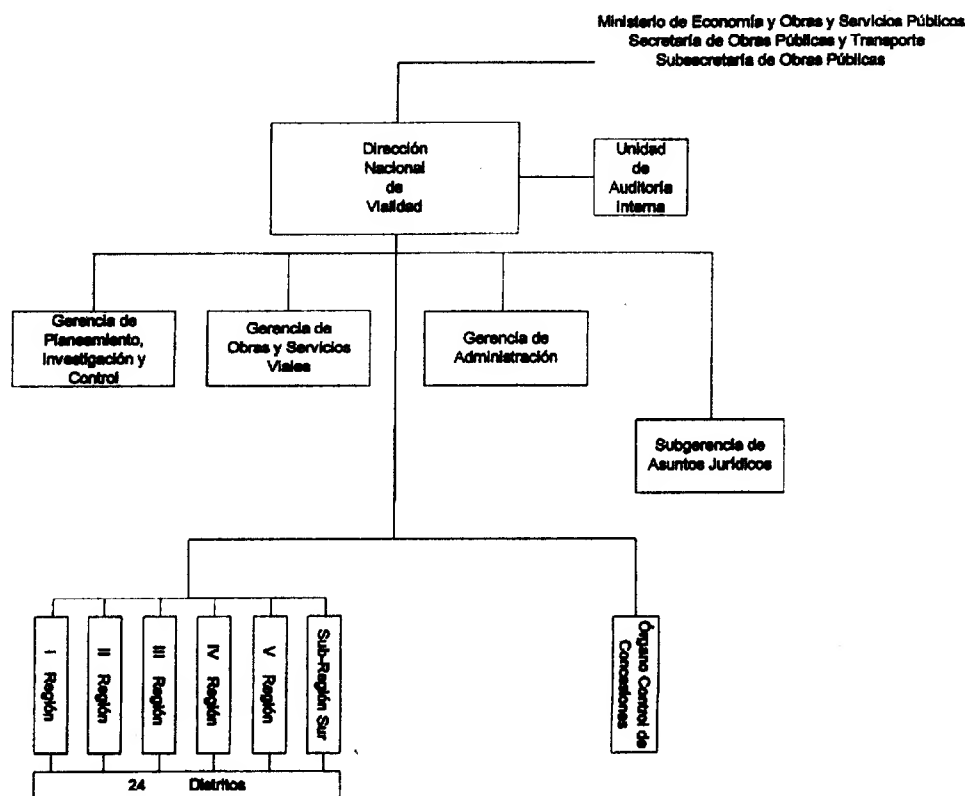 Ministerio de Economía y Obras y Servicios Públicos
Secretaría de Obras Públicas y Transporte
Subsecretaría de Obras Públicas
Dirección
Nacional
de
Vialidad
Unidad
de
Auditoría
Interna
Gerencia de
Planeamiento,
Investigación y
Control
Gerencia de
Obras y Servicios
Viales
Gerencia de
Administración
Subgerencia de
Asuntos Jurídicos
I Región
II Región
III Región
IV Región
V Región
Sub-Región Sur
Órgano Control de
Concesiones
24 Distritos